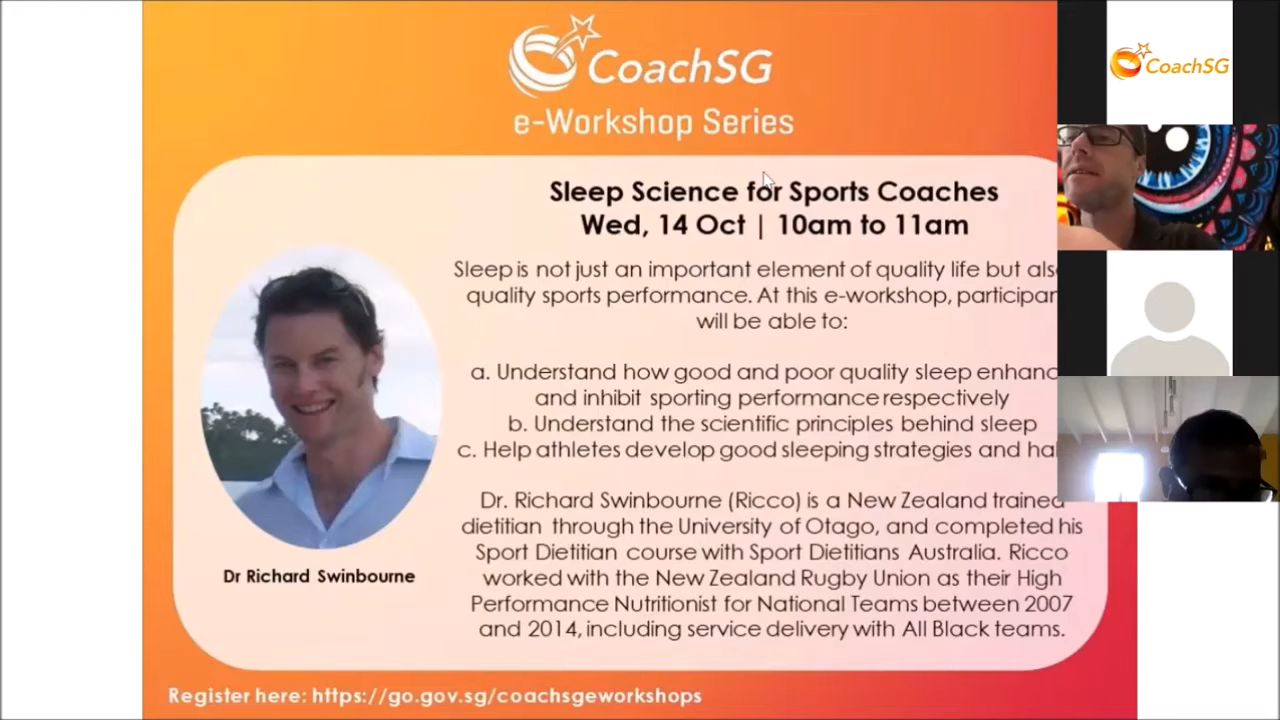 CoachSG
e-Workshop Series
Sleep Science for Sports Coaches
Wed, 14 Oct | 10am to 11am
Sleep is not just an important element of quality life but als
quality sports performance. At this e-workshop, participan
will be able to:
a. Understand how good and poor quality sleep enhanc
and inhibit sporting performance respectively
b. Understand the scientific principles behind sleep
c. Help athletes develop good sleeping strategies and ha
Dr. Richard Swinbourne (Ricco) is a New Zealand trained
dietitian through the University of Otago, and completed his
Sport Dietitian course with Sport Dietitians Australia. Ricco
worked with the New Zealand Rugby Union as their High
Performance Nutritionist for National Teams between 2007
and 2014, including service delivery with All Black teams.
Dr Richard Swinbourne
Register here: https://go.gov.sg/coachsgeworkshops
CoachSG